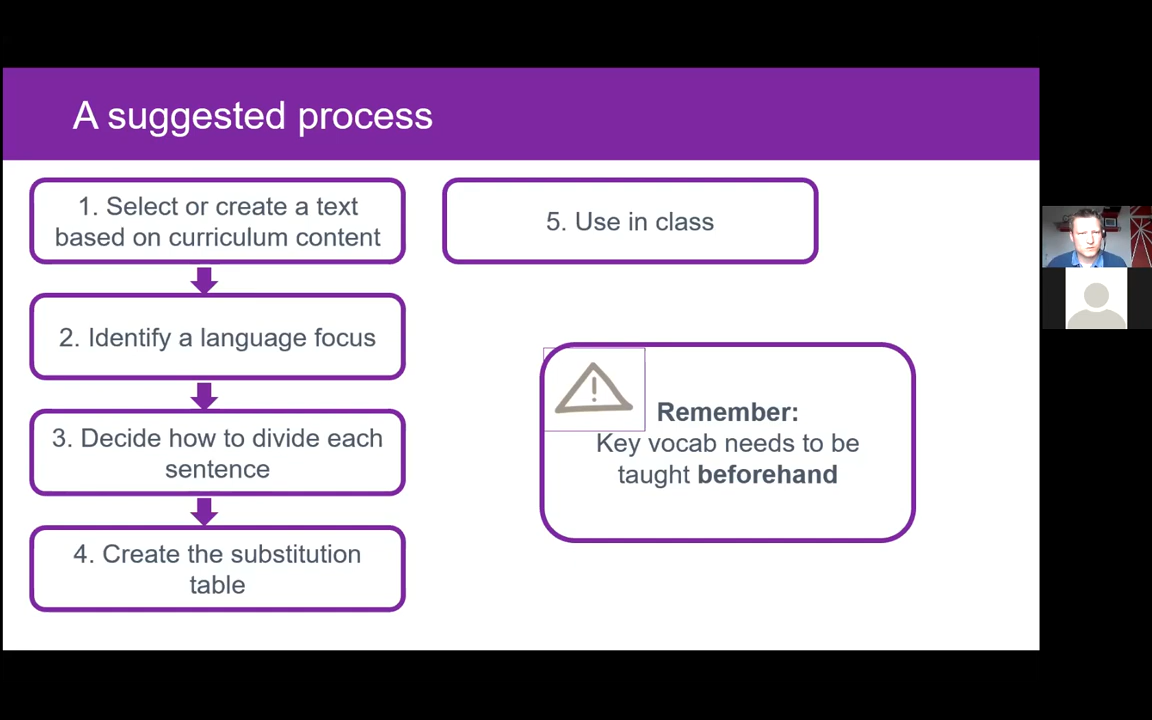 A suggested process
1. Select or create a text
based on curriculum content
2. Identify a language focus
3. Decide how to divide each
sentence
4. Create the substitution
table
5. Use in class
Remember:
Key vocab needs to be
taught beforehand